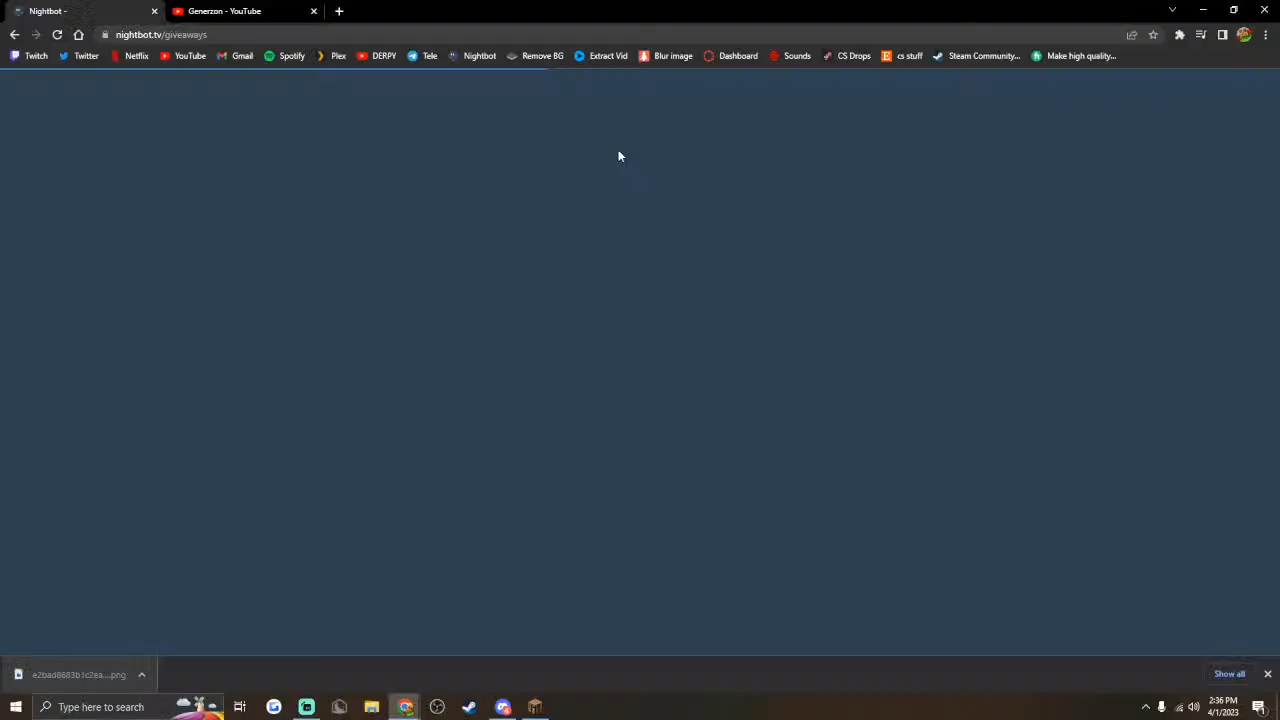 Nightbot -
Generzon - YouTube
nightbot.tv/giveaways
Twitch Twitter Netflix YouTube Gmail Spotify Plex DERPY Tele Nightbot Remove BG Extract Vid Blur image Dashboard Sounds CS Drops cs stuff Steam Community... Make high quality...
e2bad8683b1c2ea....png
Show all
Type here to search
2:36 PM
4/1/2023